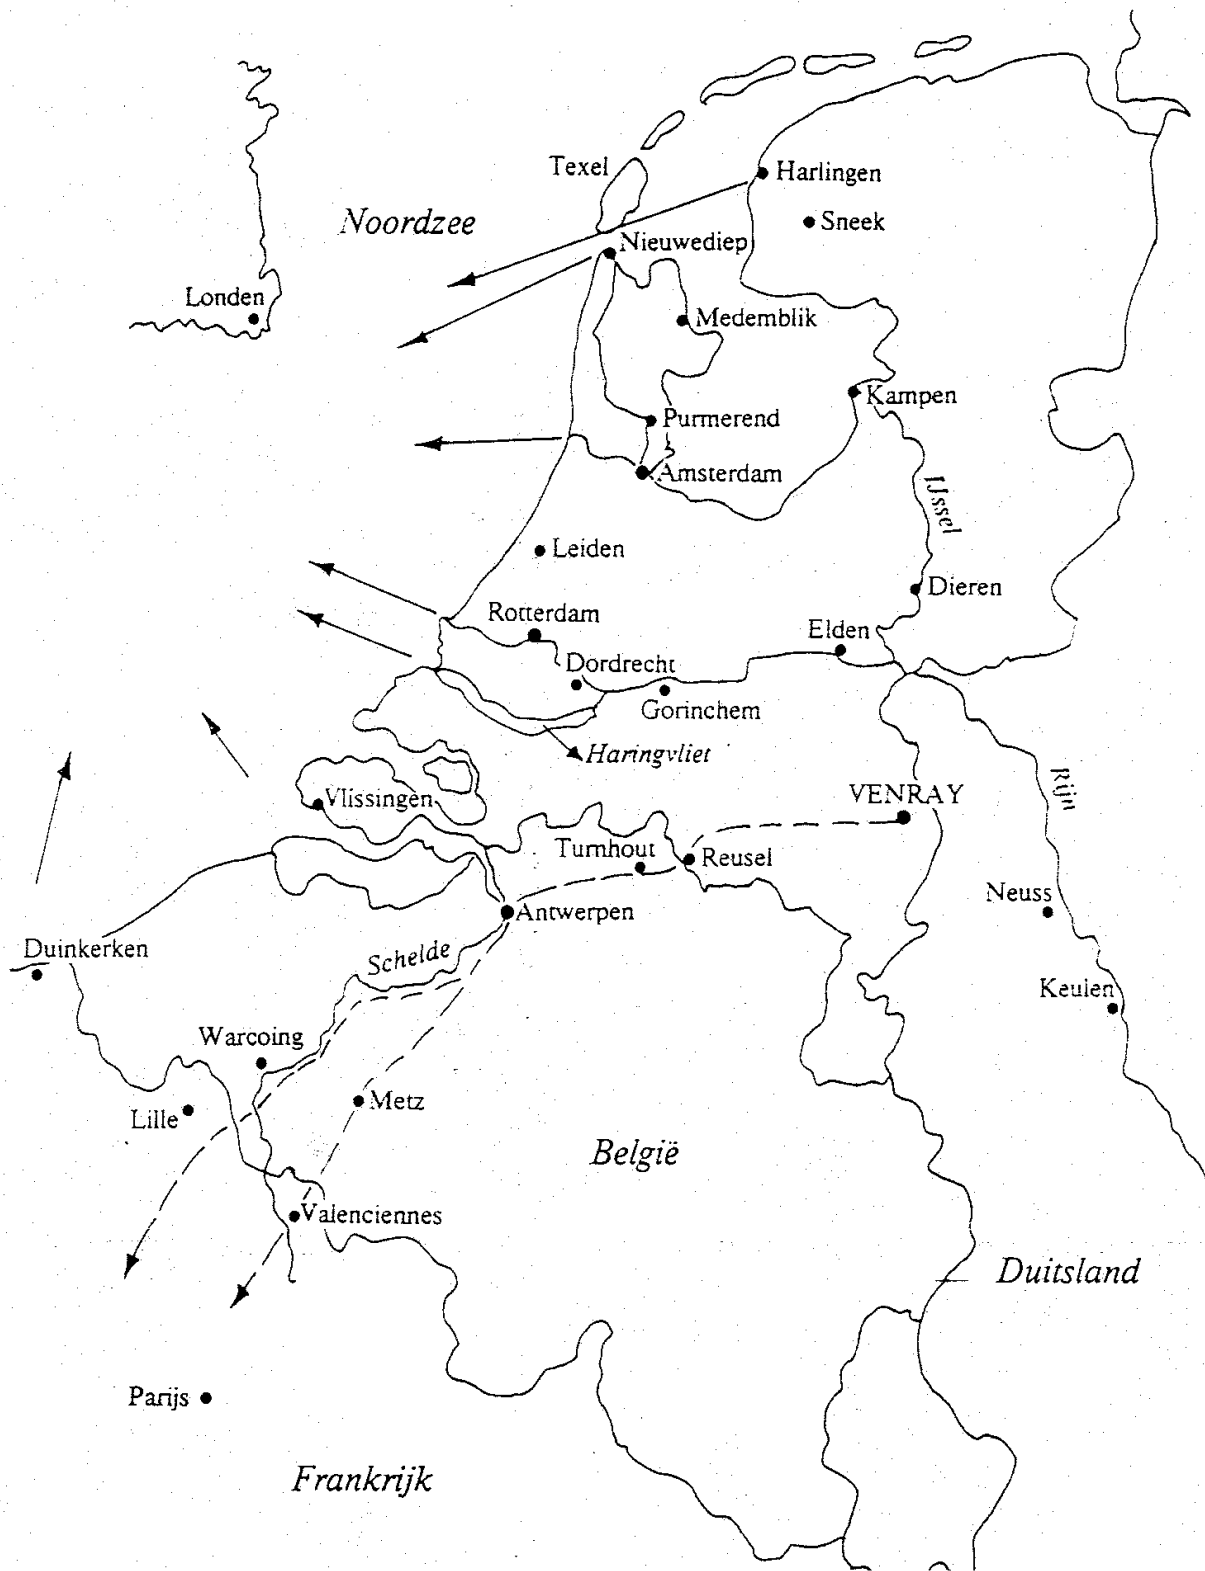 Texel
Harlingen
Noordzee
Sneek
Nieuwediep
Londen
Medemblik
Kampen
Purmerend
Amsterdam
IJssel
Leiden
Dieren
Rotterdam
Elden
Dordrecht
Gorinchem
Haringvliet
Rijn
Vlissingen
VENRAY
Turnhout
Reusel
Neuss
Antwerpen
Duinkerken
Schelde
Keulen
Warcoing
Metz
Lille
België
Valenciennes
Duitsland
Parijs
Frankrijk